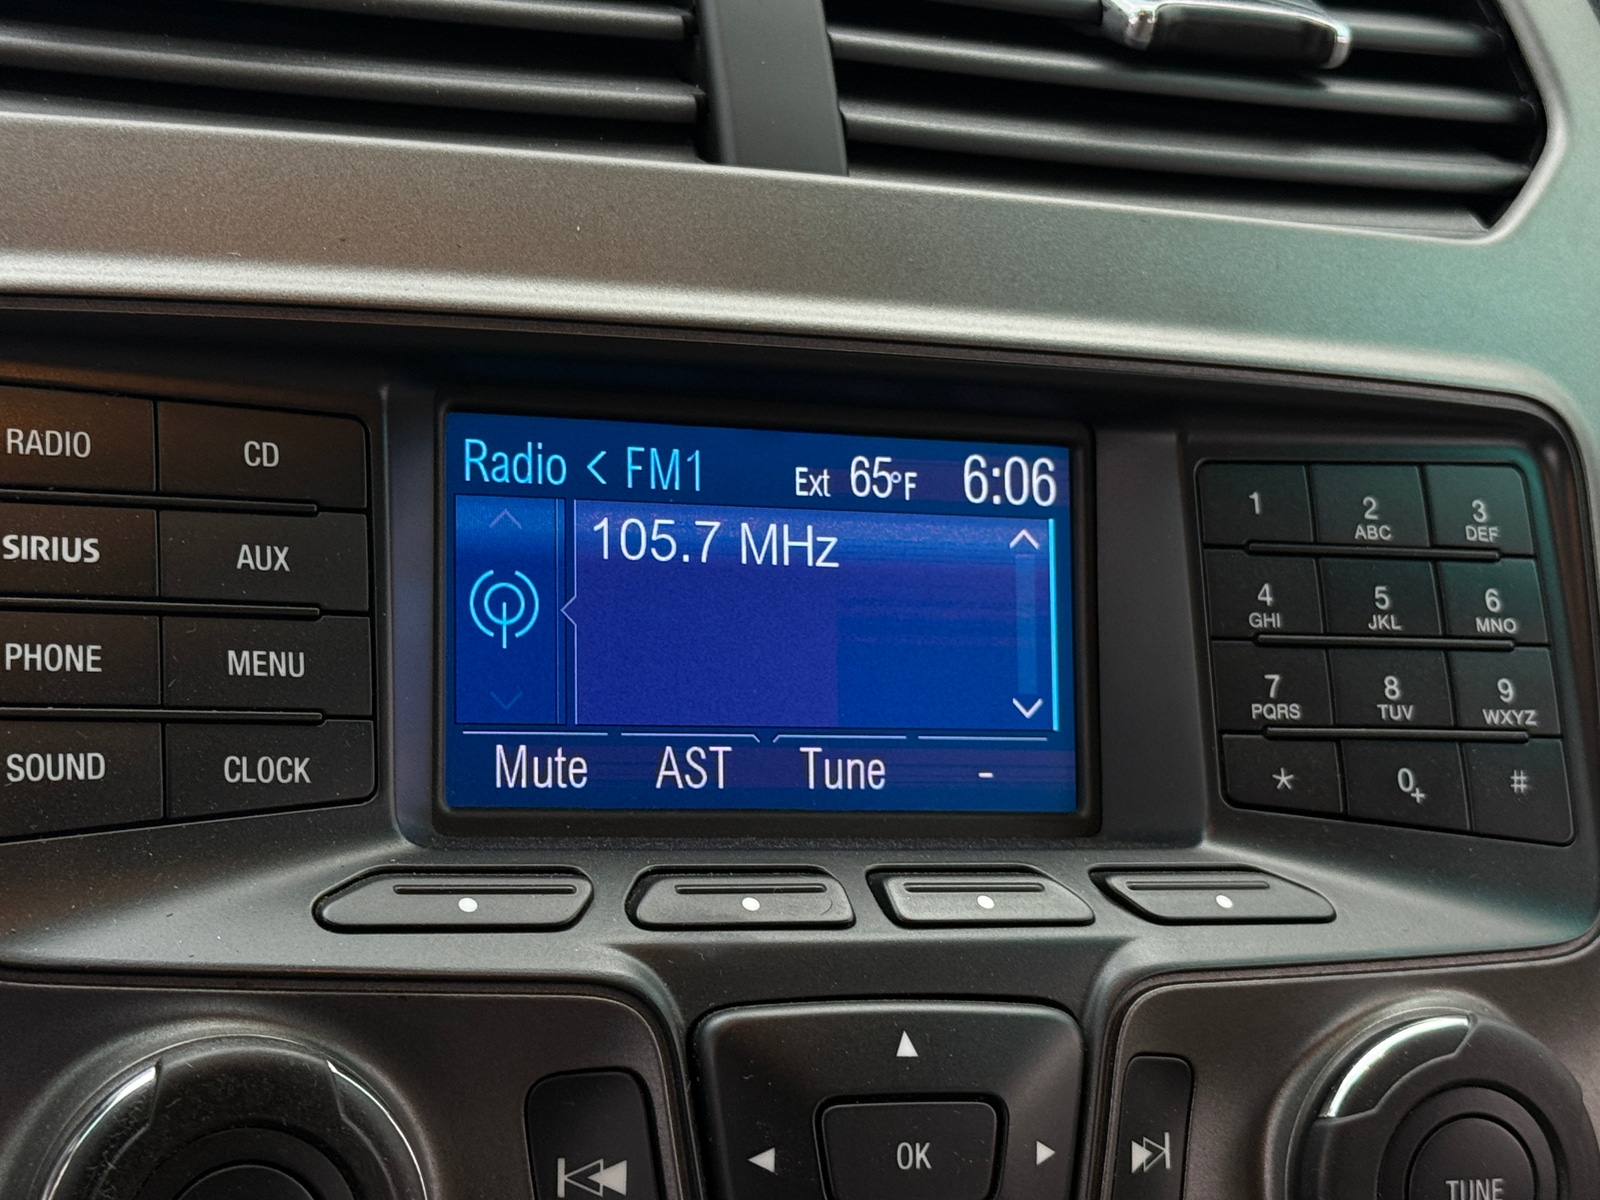 RADIO CD
SIRIUS AUX
PHONE MENU
SOUND CLOCK
Radio < FM1 Ext 65°F 6:06
105.7 MHz
Mute AST Tune -
1 2 ABC 3 DEF
4 GHI 5 JKL 6 MNO
7 PQRS 8 TUV 9 WXYZ
* 0+ #
OK
TUNE